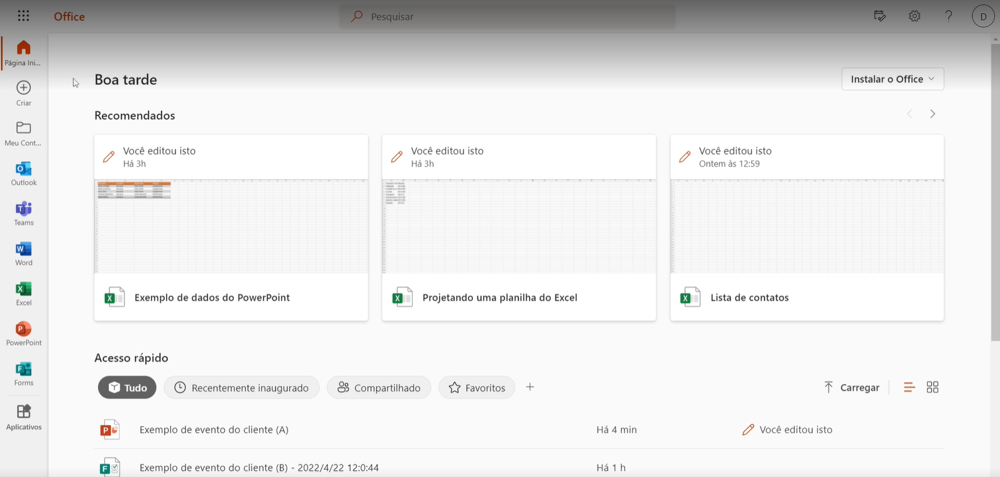 Office
Pesquisar
D
Página Ini...
Criar
Meu Cont...
Outlook
Teams
Word
Excel
PowerPoint
Forms
Aplicativos
Boa tarde
Instalar o Office
Recomendados
Você editou isto
Há 3h
Exemplo de dados do PowerPoint
Você editou isto
Há 3h
Projetando uma planilha do Excel
Você editou isto
Ontem às 12:59
Lista de contatos
Acesso rápido
Tudo
Recentemente inaugurado
Compartilhado
Favoritos
Carregar
Exemplo de evento do cliente (A)
Há 4 min
Você editou isto
Exemplo de evento do cliente (B) - 2022/4/22 12:0:44
Há 1 h